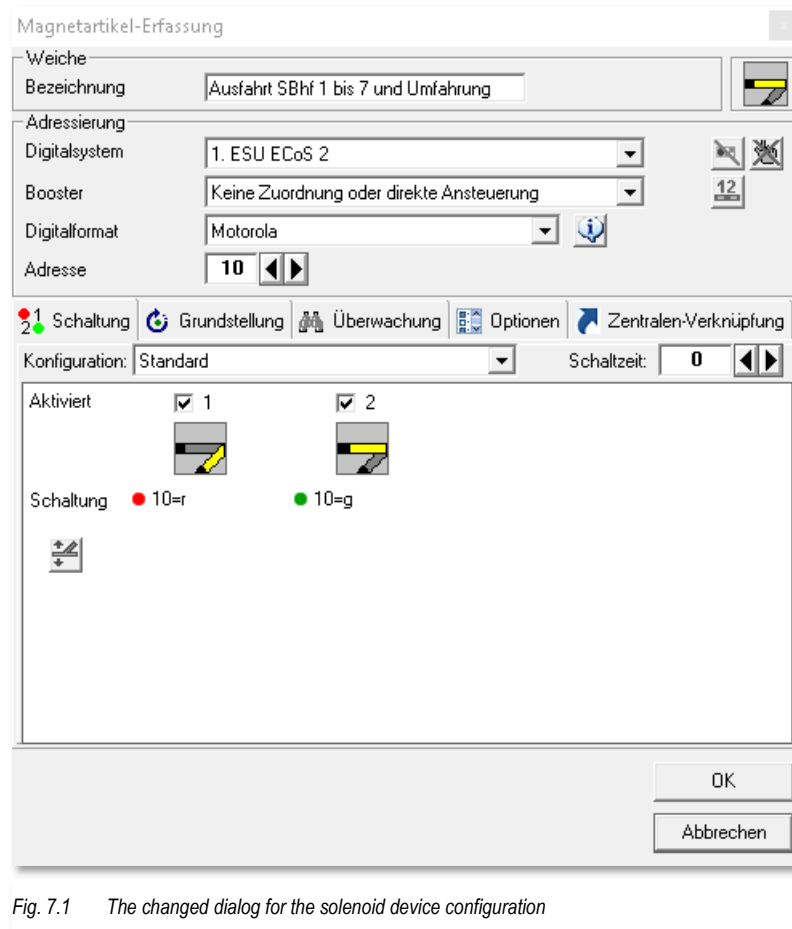 Magnetartikel-Erfassung
Weiche
Bezeichnung Ausfahrt SBhf 1 bis 7 und Umfahrung
Adressierung
Digitalsystem 1. ESU ECoS 2
Booster Keine Zuordnung oder direkte Ansteuerung 12
Digitalformat Motorola
Adresse 10
1 2 Schaltung Grundstellung Überwachung Optionen Zentralen-Verknüpfung
Konfiguration: Standard Schaltzeit: 0
Aktiviert 1 2
Schaltung 10=r 10=g
OK
Abbrechen
Fig. 7.1 The changed dialog for the solenoid device configuration